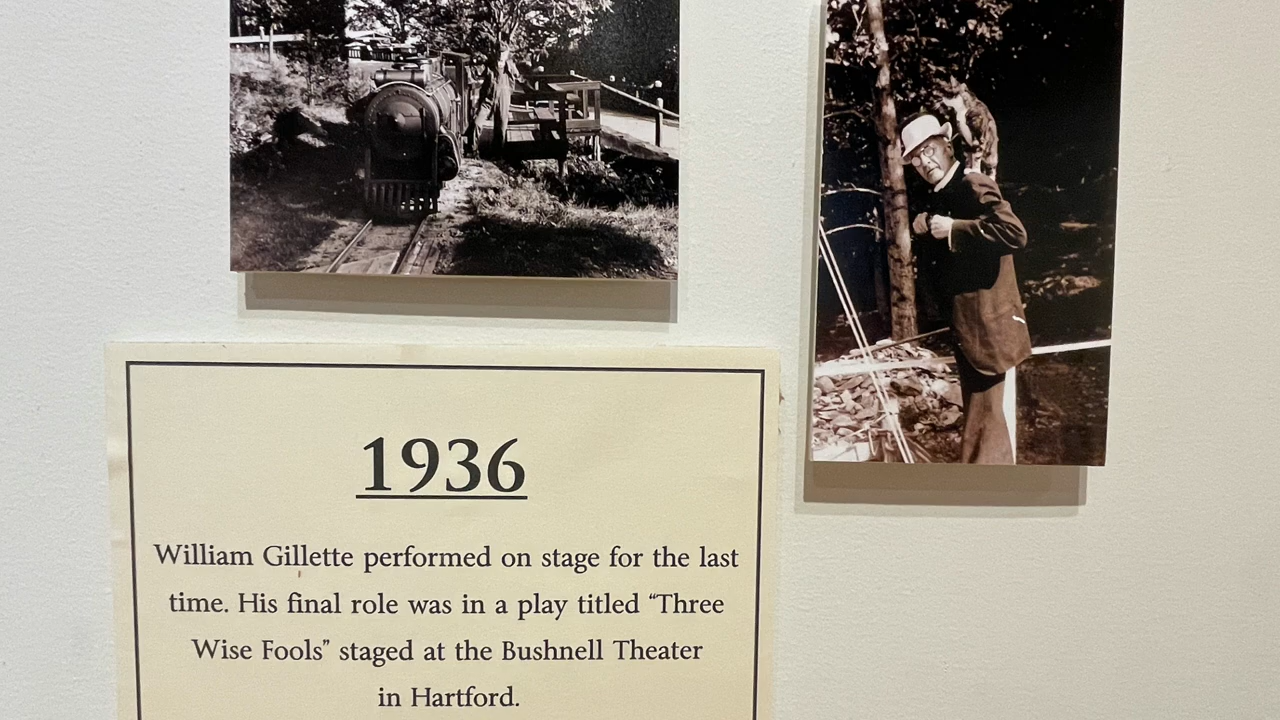 1936
William Gillette performed on stage for the last
time. His final role was in a play titled “Three
Wise Fools” staged at the Bushnell Theater
in Hartford.